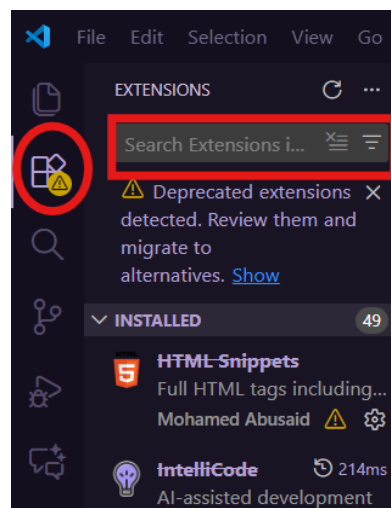 File Edit Selection View Go
EXTENSIONS
Search Extensions i...
Deprecated extensions
detected. Review them and
migrate to
alternatives. Show
INSTALLED 49
HTML Snippets
Full HTML tags including...
Mohamed Abusaid
IntelliCode 214ms
AI-assisted development